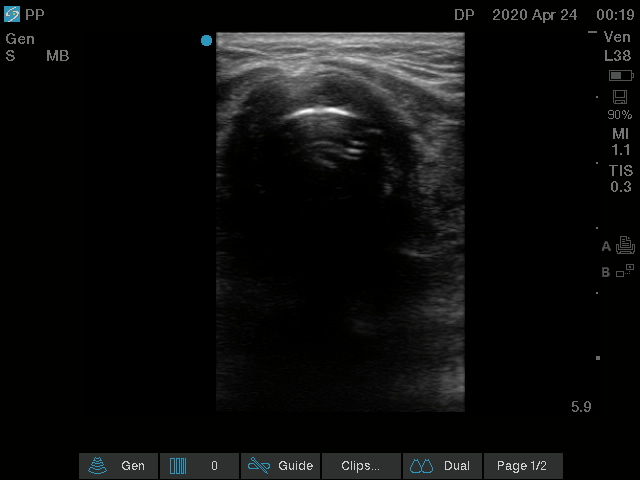 PP DP 2020 Apr 24 00:19
Gen Ven
S MB L38
90%
MI
1.1
TIS
0.3
A
B
5.9
Gen 0 Guide Clips... Dual Page 1/2